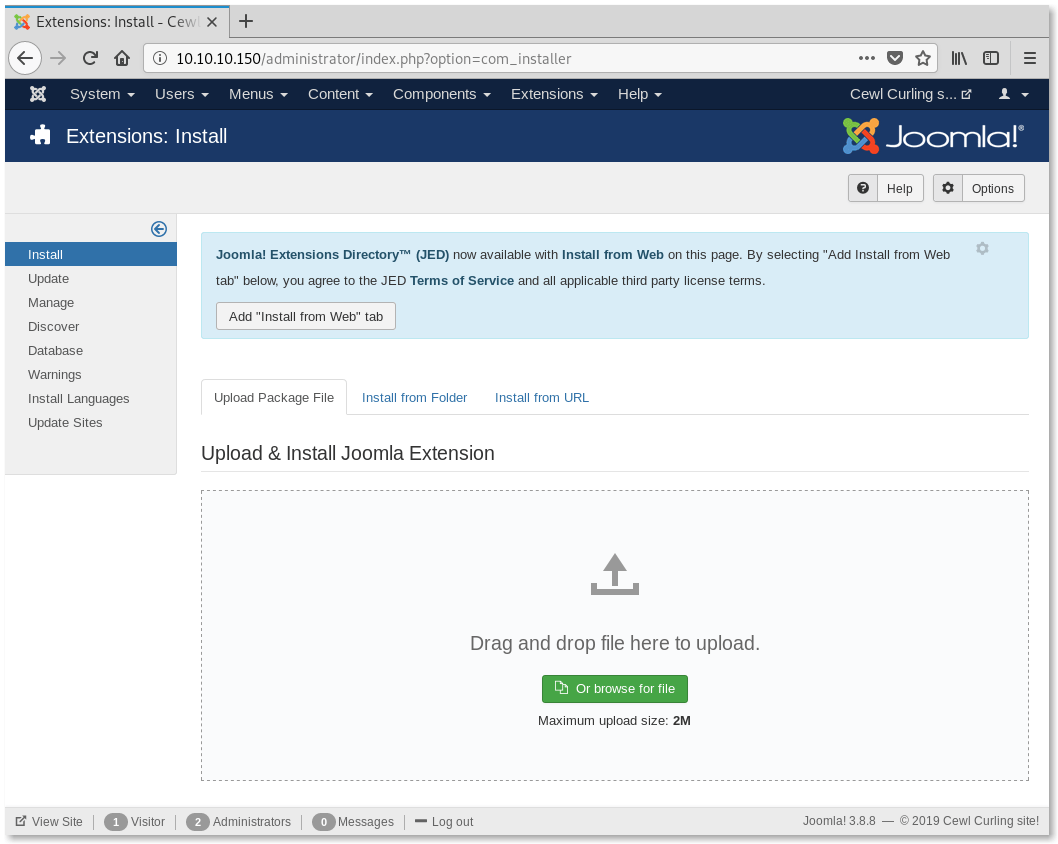 Extensions: Install - Cewl
10.10.10.150/administrator/index.php?option=com_installer
System Users Menus Content Components Extensions Help Cewl Curling s...
Extensions: Install Joomla!®
Help Options
Install
Update
Manage
Discover
Database
Warnings
Install Languages
Update Sites
Joomla! Extensions Directory™ (JED) now available with Install from Web on this page. By selecting "Add Install from Web
tab" below, you agree to the JED Terms of Service and all applicable third party license terms.
Add "Install from Web" tab
Upload Package File Install from Folder Install from URL
Upload & Install Joomla Extension
Drag and drop file here to upload.
Or browse for file
Maximum upload size: 2M
View Site 1 Visitor 2 Administrators 0 Messages Log out Joomla! 3.8.8 — © 2019 Cewl Curling site!